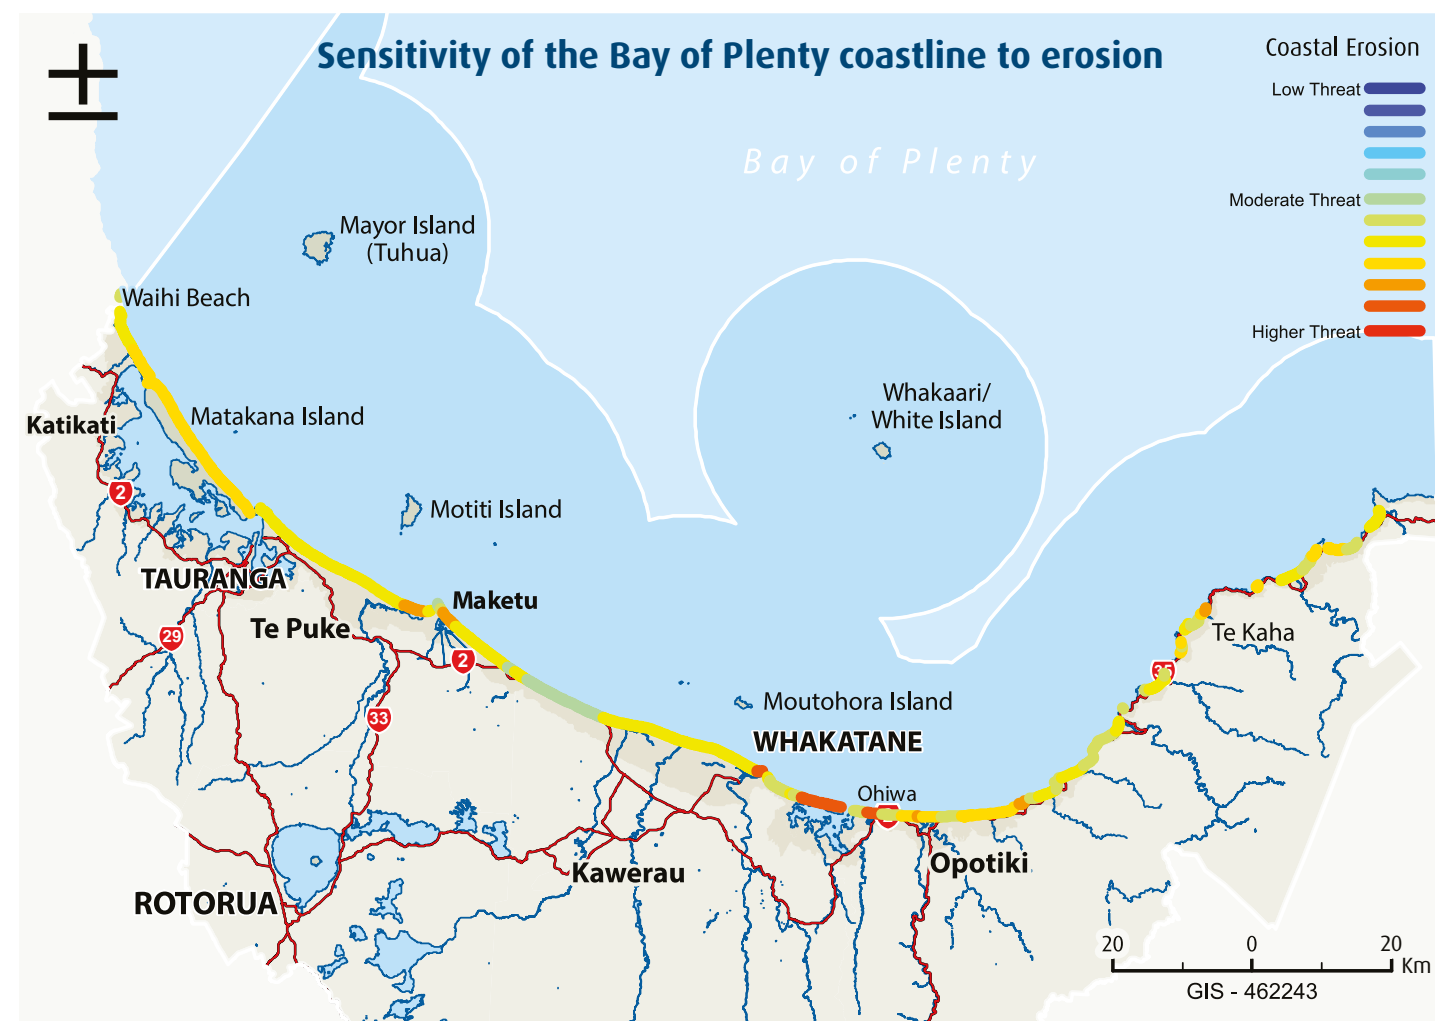 Sensitivity of the Bay of Plenty coastline to erosion
Coastal Erosion
Low Threat
Moderate Threat
Higher Threat
Bay of Plenty
Mayor Island
(Tuhua)
Waihi Beach
Whakaari/
White Island
Matakana Island
Katikati
2
Motiti Island
TAURANGA
Maketu
Te Puke
29
2
Te Kaha
35
Moutohora Island
33
WHAKATANE
Ohiwa
Opotiki
Kawerau
ROTORUA
20
0
20
Km
GIS - 462243